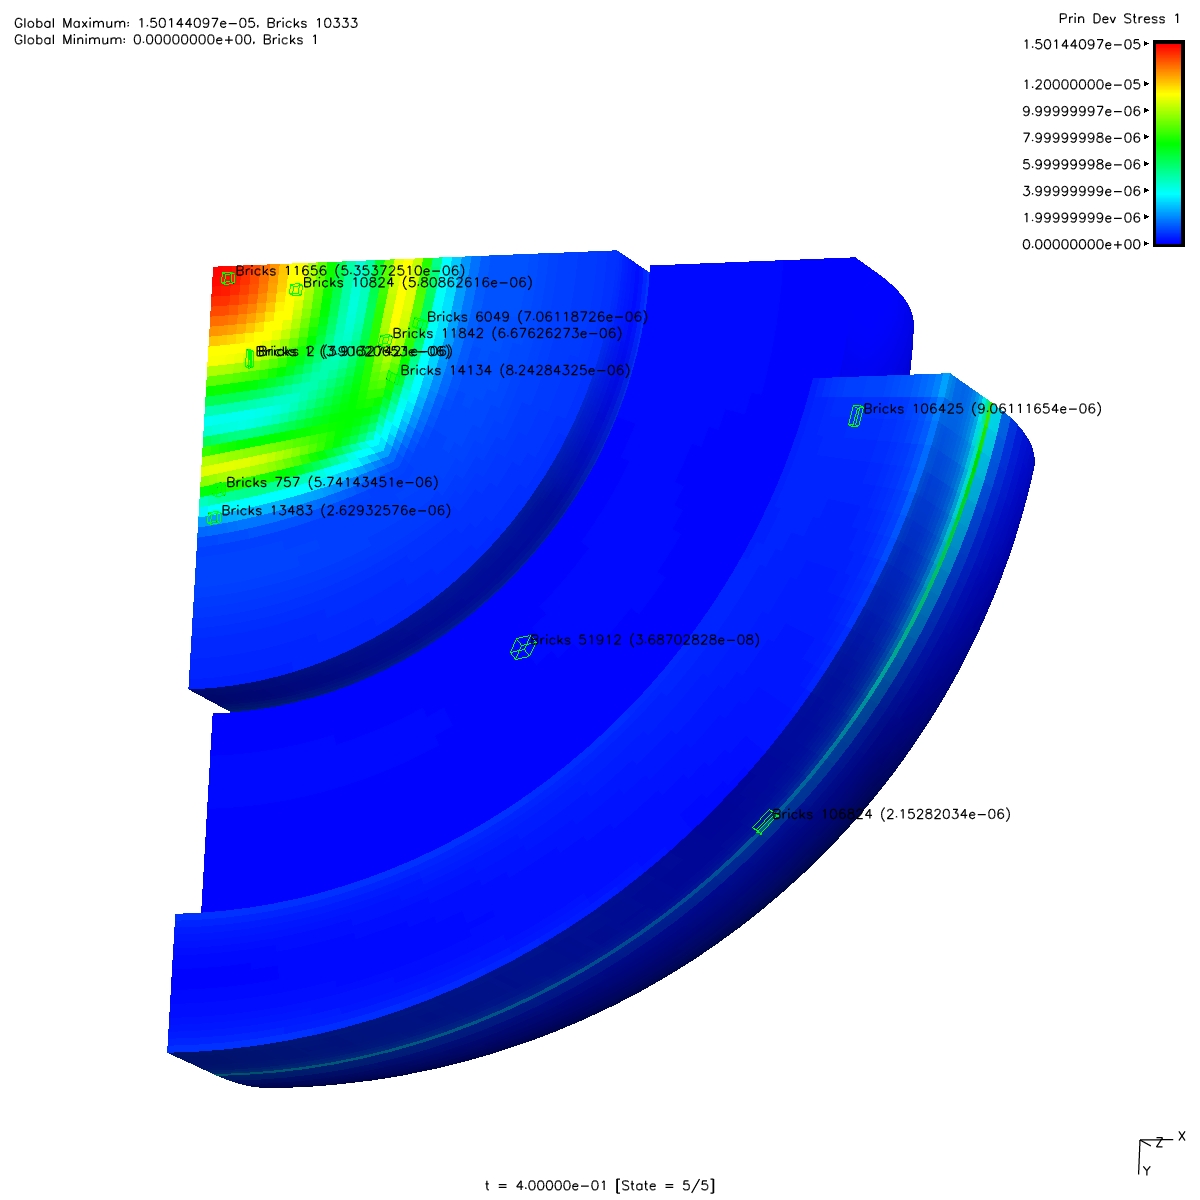 Global Maximum: 1.50144097e-05, Bricks 10333
Global Minimum: 0.00000000e+00, Bricks 1
Prin Dev Stress 1
1.50144097e-05
1.20000000e-05
9.99999997e-06
7.99999998e-06
5.99999998e-06
3.99999999e-06
1.99999999e-06
0.00000000e+00
Bricks 11656 (5.35372510e-06)
Bricks 10824 (5.80862616e-06)
Bricks 6049 (7.06118726e-06)
Bricks 11842 (6.67626273e-06)
Bricks
Bricks 14134 (8.24284325e-06)
Bricks 106425 (9.06111654e-06)
Bricks 757 (5.74143451e-06)
Bricks 13483 (2.62932576e-06)
Bricks 51912 (3.68702828e-08)
Bricks 106824 (2.15282034e-06)
X
Z
Y
t = 4.00000e-01 [State = 5/5]